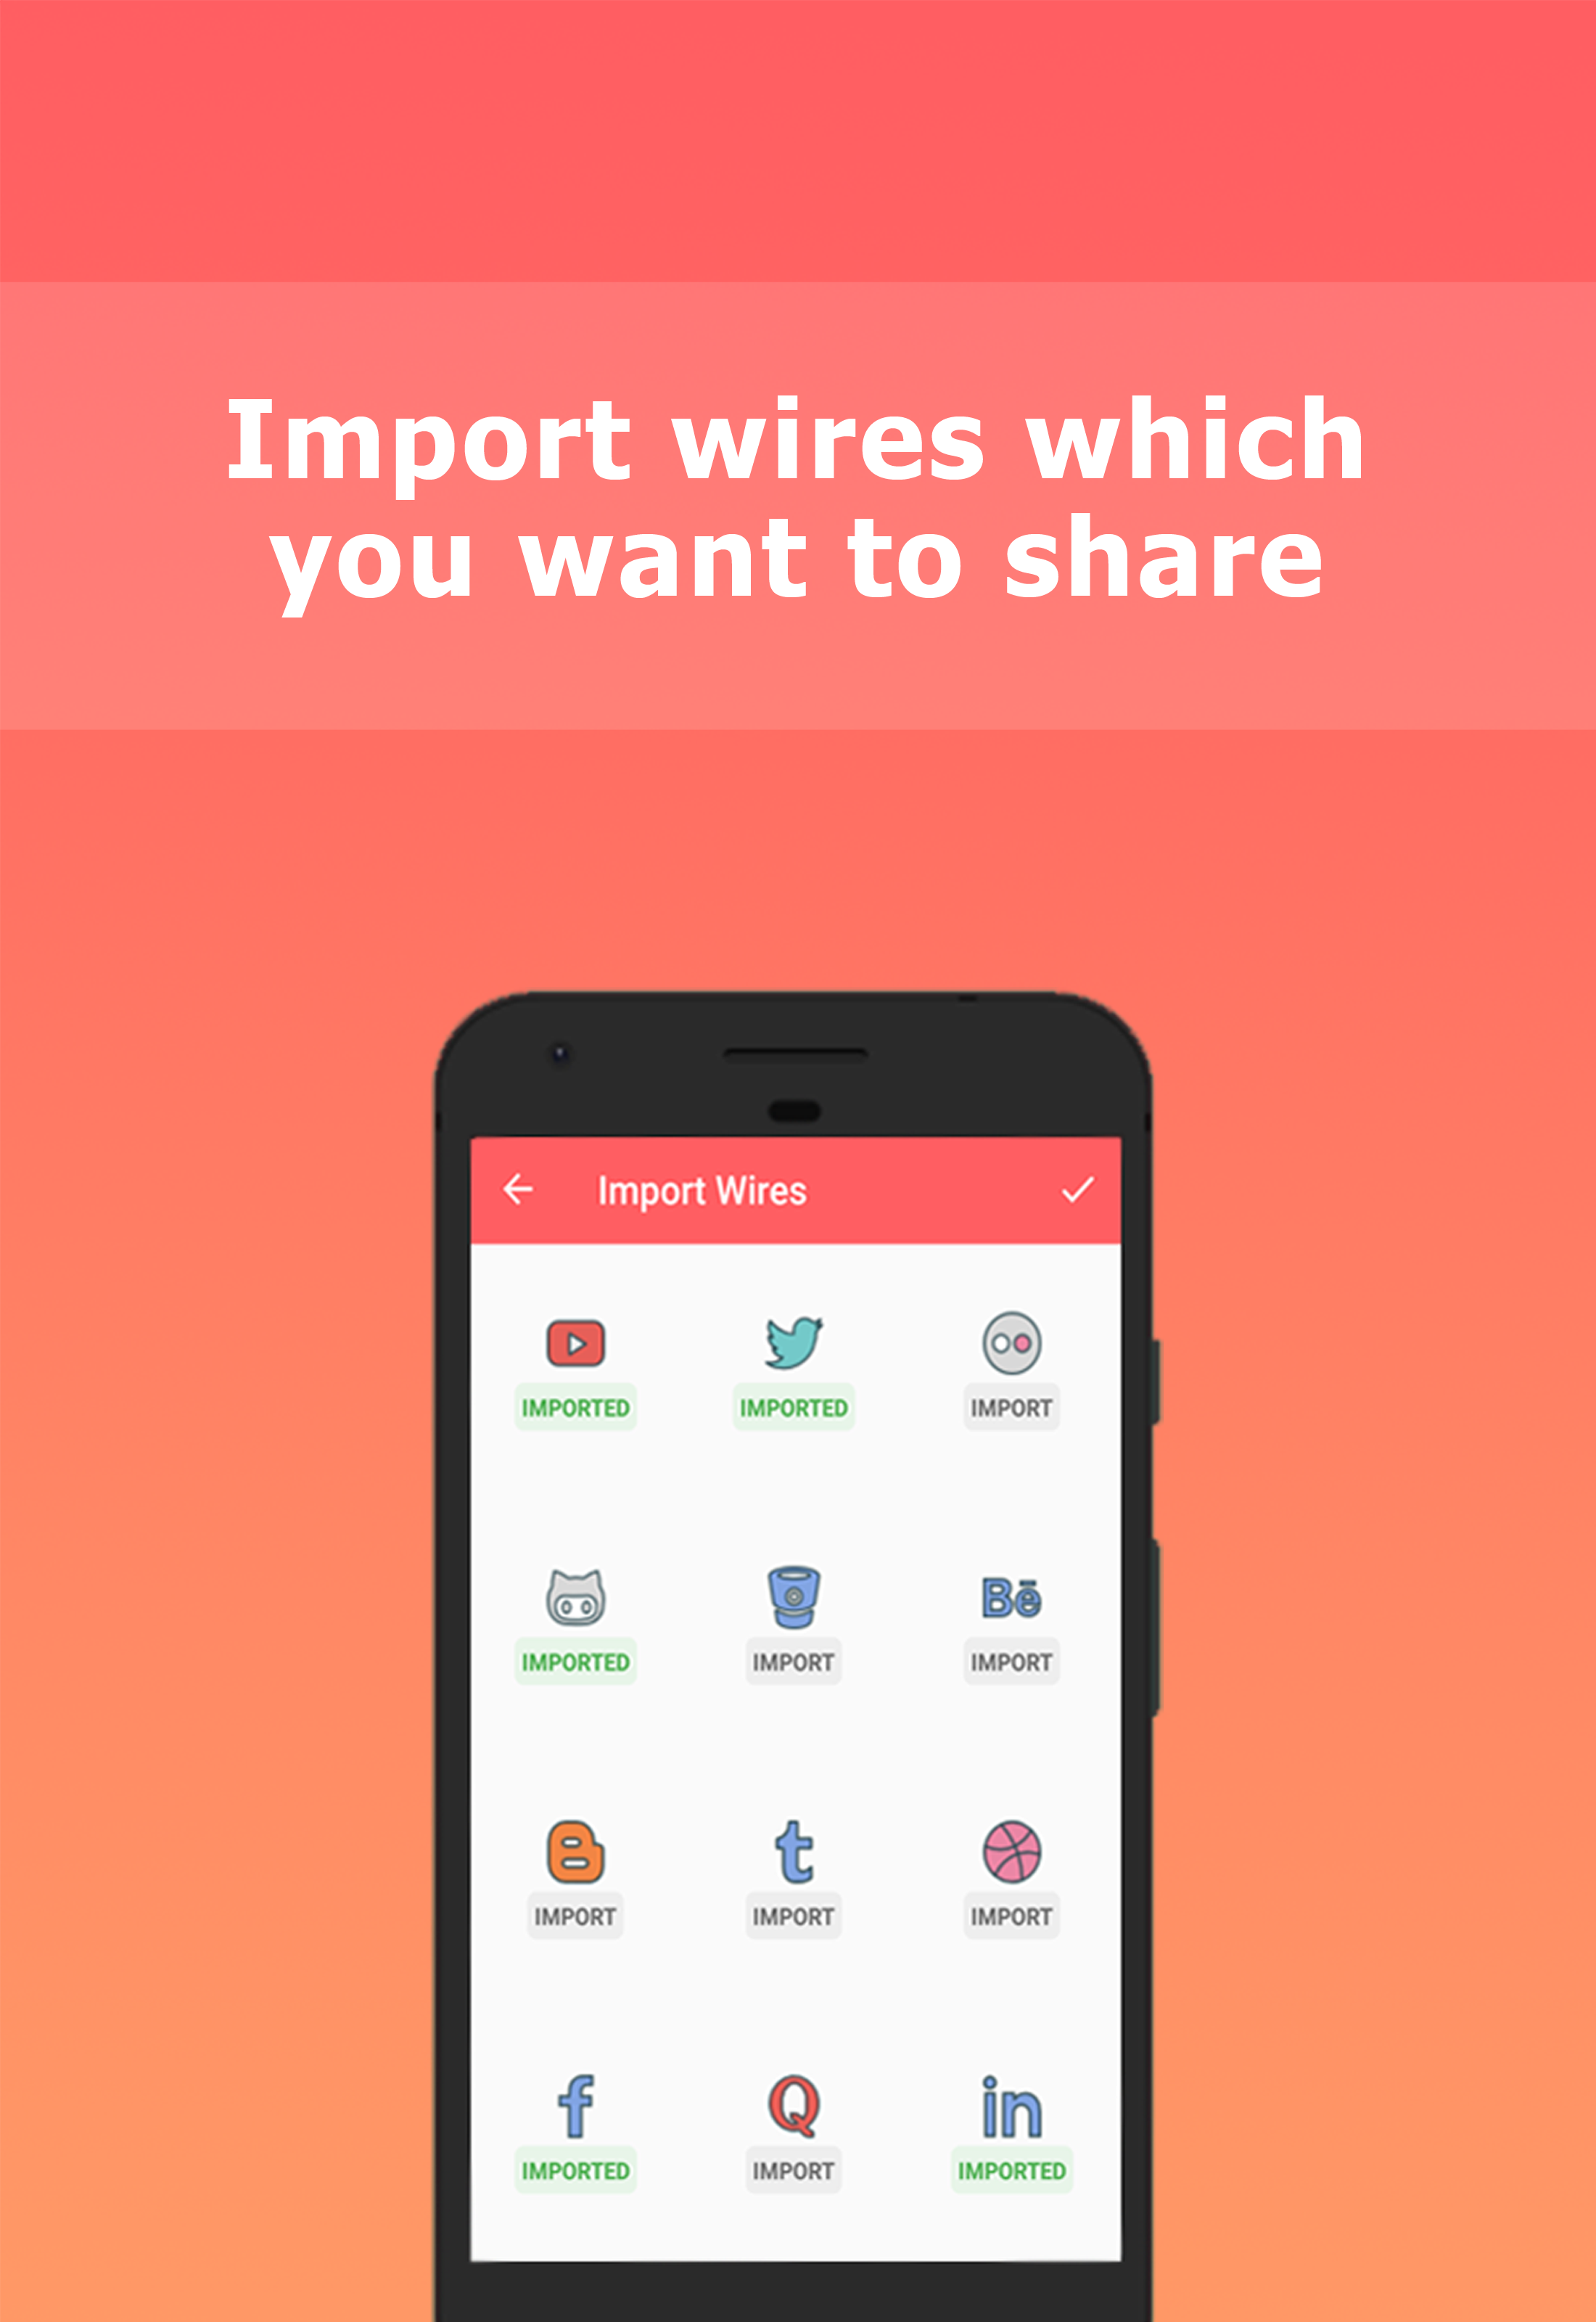 Import wires which
you want to share
Import Wires
IMPORTED IMPORTED IMPORT
Bē
IMPORTED IMPORT IMPORT
B t
IMPORT IMPORT IMPORT
f Q in
IMPORTED IMPORT IMPORTED